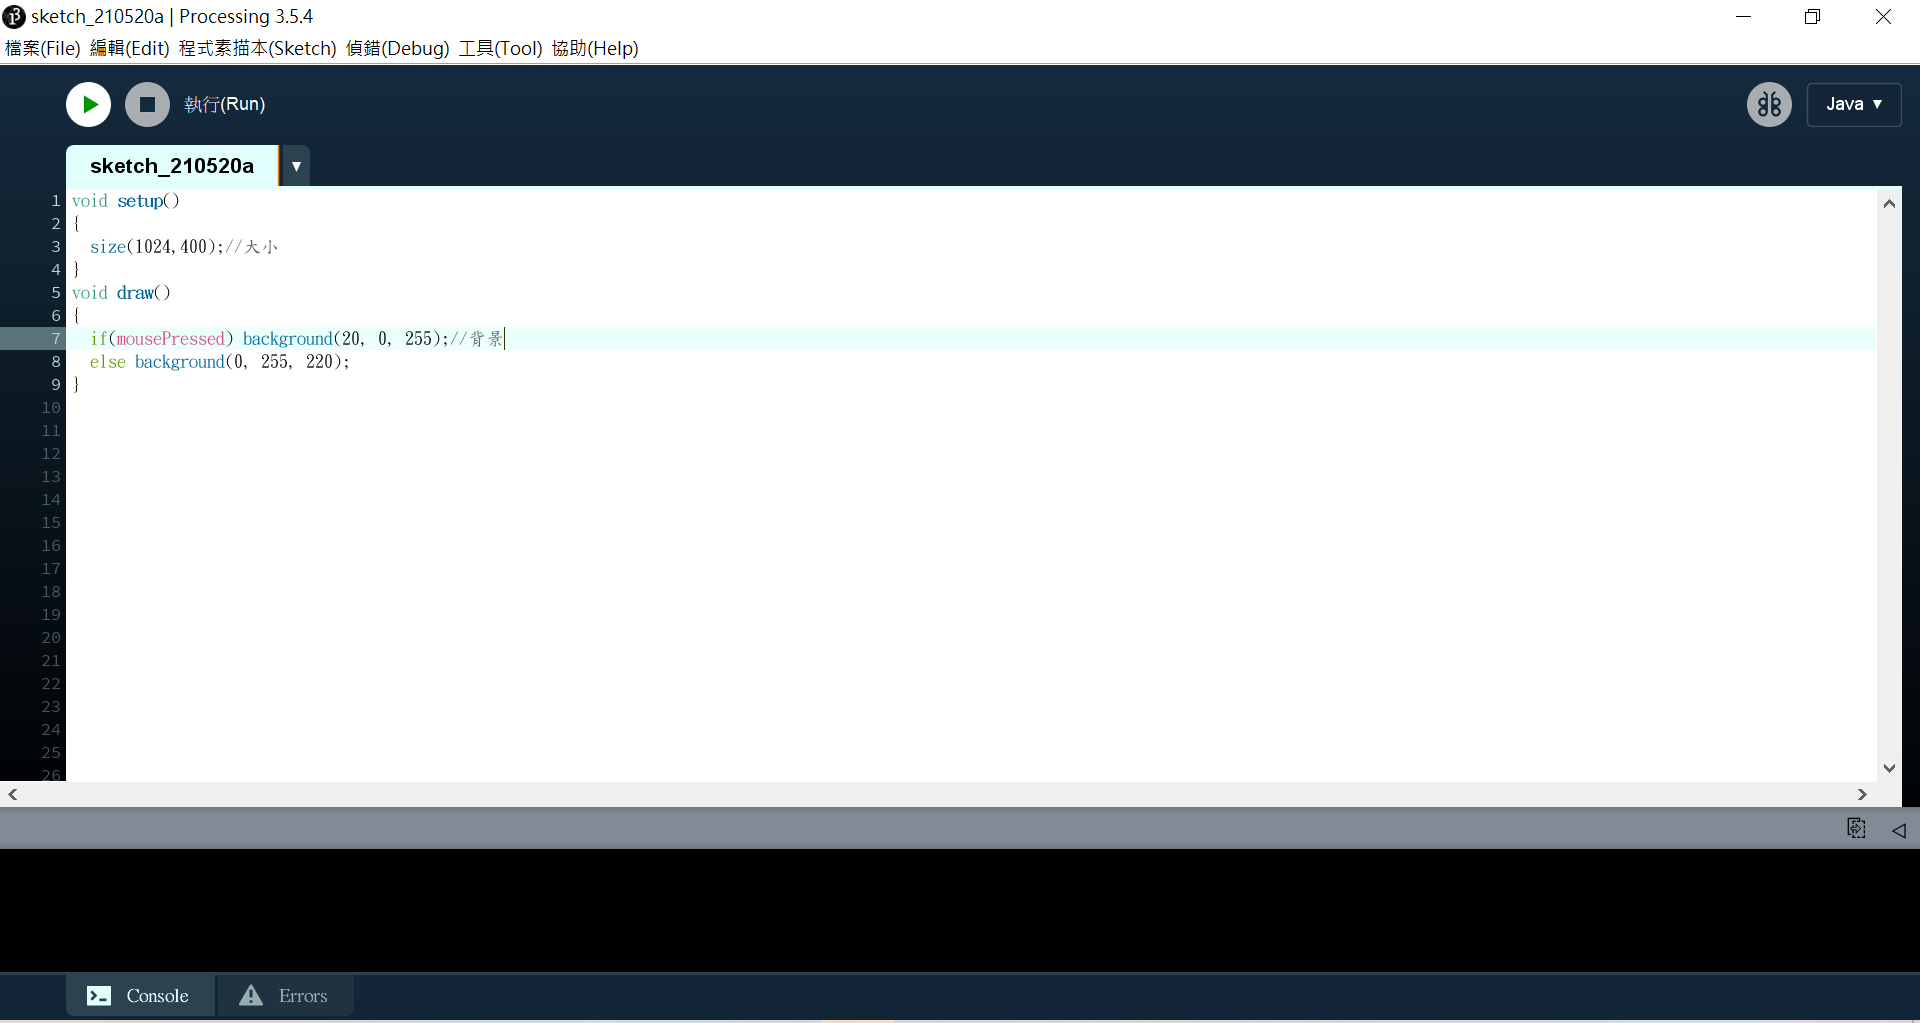 sketch_210520a | Processing 3.5.4
檔案(File) 編輯(Edit) 程式素描本(Sketch) 偵錯(Debug) 工具(Tool) 協助(Help)
執行(Run)
Java ▼
sketch_210520a ▼
1 void setup()
2 {
3   size(1024,400);//大小
4 }
5 void draw()
6 {
7   if(mousePressed) background(20, 0, 255);//背景
8   else background(0, 255, 220);
9 }
10
11
12
13
14
15
16
17
18
19
20
21
22
23
24
25
26
Console
Errors